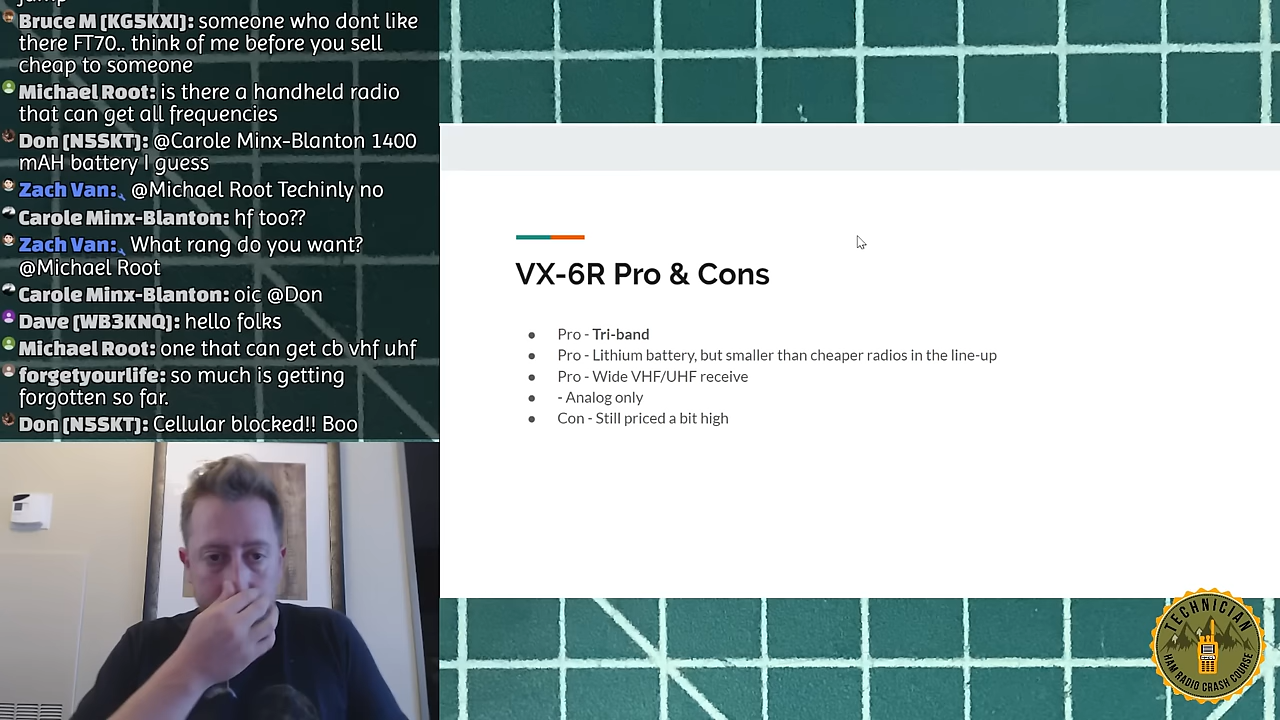 jump
Bruce M (KG5KXI): someone who dont like
there FT70.. think of me before you sell
cheap to someone
Michael Root: is there a handheld radio
that can get all frequencies
Don (N5SKT): @Carole Minx-Blanton 1400
mAH battery I guess
Zach Van: @Michael Root Techinly no
Carole Minx-Blanton: hf too??
Zach Van: What rang do you want?
@Michael Root
Carole Minx-Blanton: oic @Don
Dave (WB3KNQ): hello folks
Michael Root: one that can get cb vhf uhf
forgetyourlife: so much is getting
forgotten so far.
Don (N5SKT): Cellular blocked!! Boo
VX-6R Pro & Cons
● Pro - Tri-band
● Pro - Lithium battery, but smaller than cheaper radios in the line-up
● Pro - Wide VHF/UHF receive
● - Analog only
● Con - Still priced a bit high
TECHNICIAN
HAM RADIO CRASH COURSE